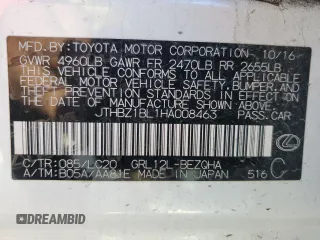 MFD.BY:TOYOTA MOTOR CORPORATION 10/16
GVWR 4960LB GAWR FR 2470LB RR 2655LB
THIS VEHICLE CONFORMS TO ALL APPLICABLE
FEDERAL MOTOR VEHICLE SAFETY, BUMPER, AND
THEFT PREVENTION STANDARDS IN EFFECT ON
THE DATE OF MANUFACTURE SHOWN ABOVE.
JTHBZ1BL1HA008463 PASS.CAR
C/TR:085/LC20 GRL12L-BEZQHA C
A/TM:B05A/AA81E MADE IN JAPAN 516